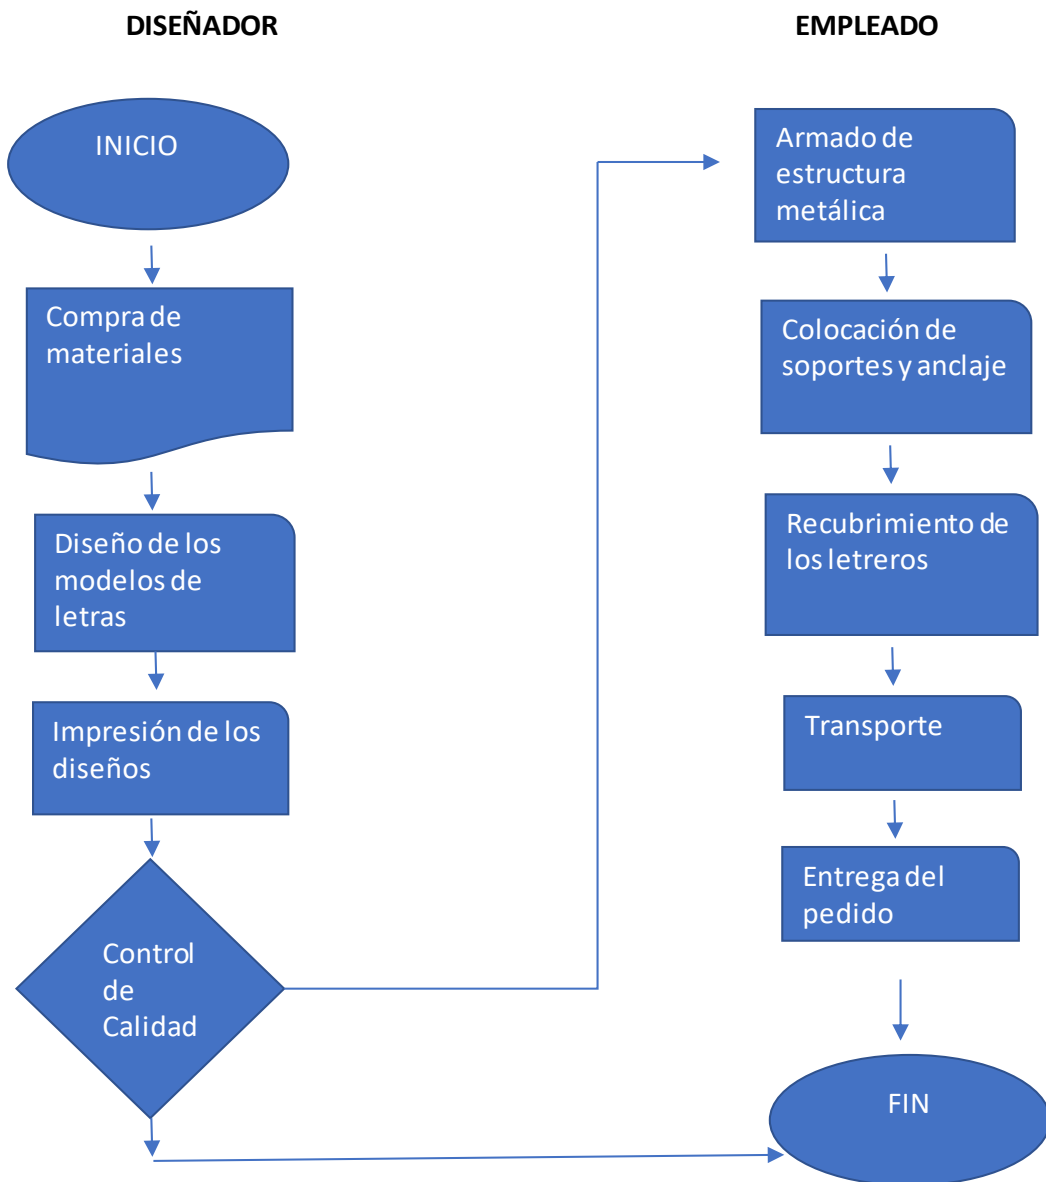 DISEÑADOR
INICIO
Compra de
materiales
Diseño de los
modelos de
letras
Impresión de los
diseños
Control
de
Calidad
EMPLEADO
Armado de
estructura
metálica
Colocación de
soportes y anclaje
Recubrimiento de
los letreros
Transporte
Entrega del
pedido
FIN